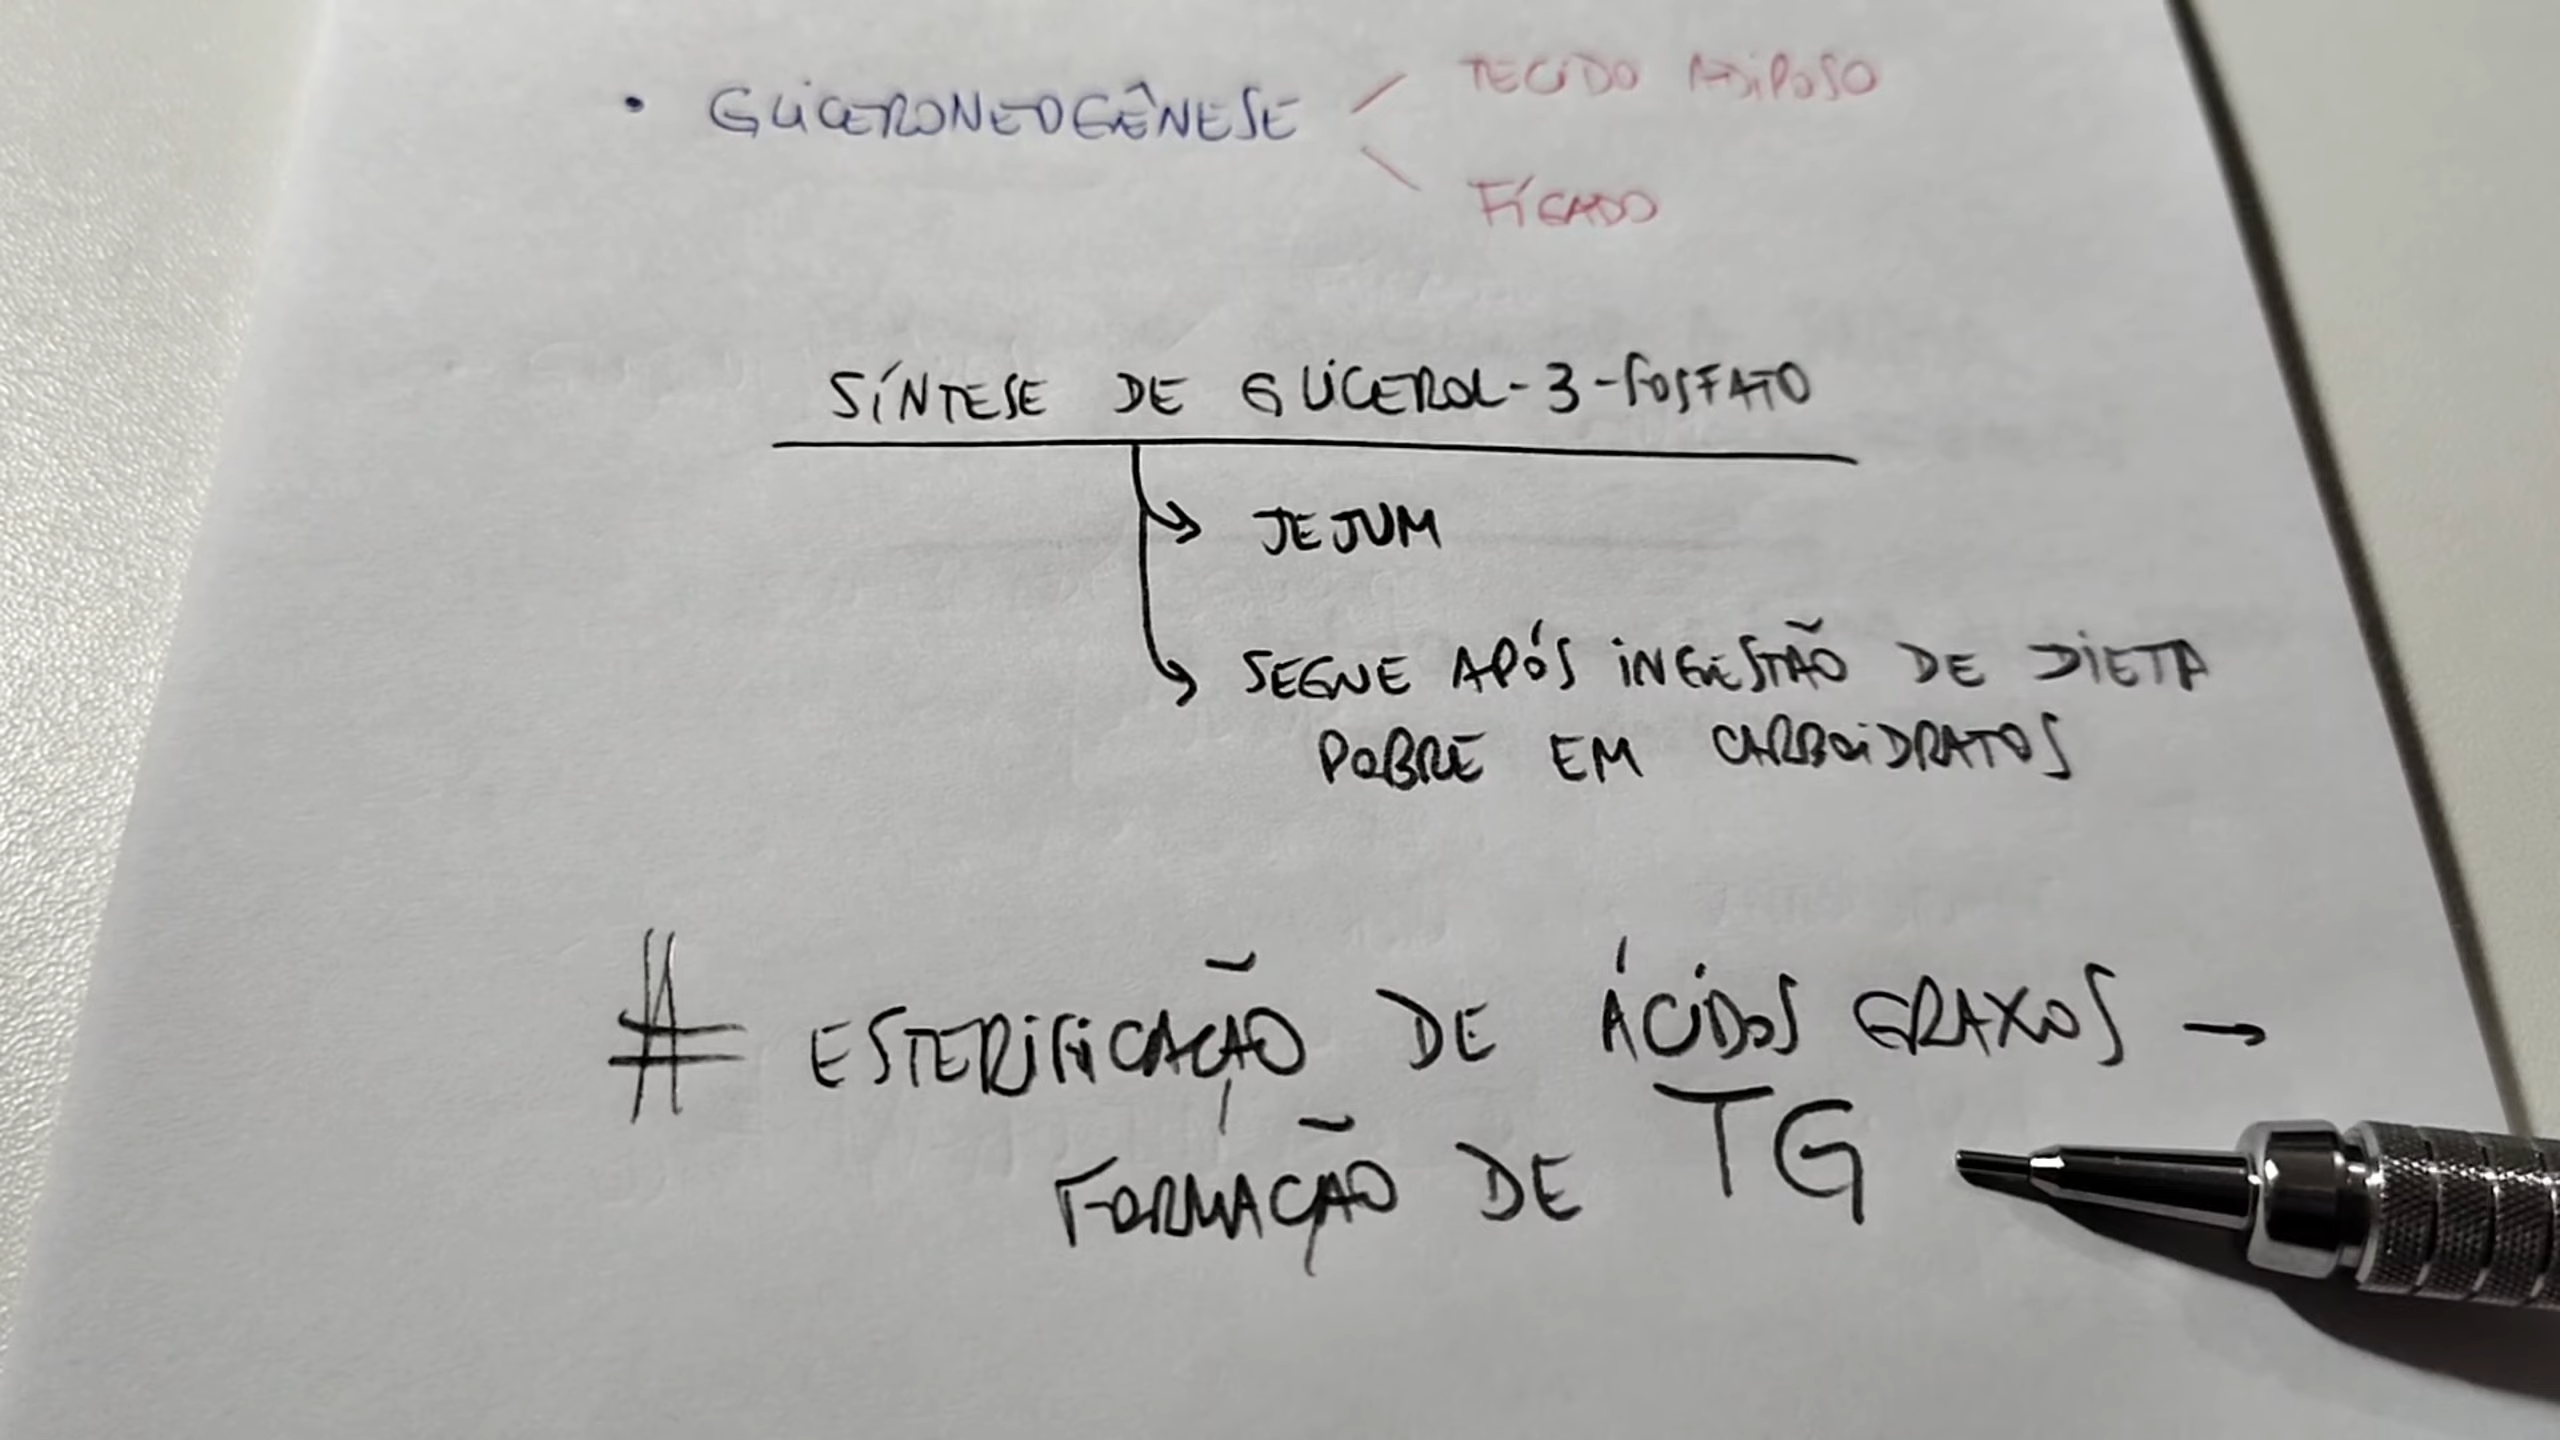 • GLICERONEOGÊNESE
TECIDO ADIPOSO
FÍGADO
SÍNTESE DE GLICEROL-3-FOSFATO
JEJUM
SEGUE APÓS INGESTÃO DE DIETA
POBRE EM CARBOIDRATOS
# ESTERIFICAÇÃO DE ÁCIDOS GRAXOS →
FORMAÇÃO DE TG